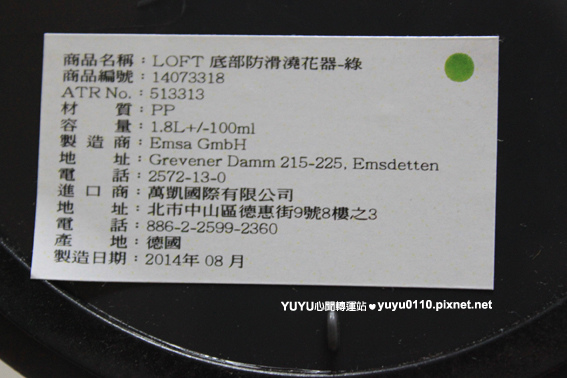 商品名稱：LOFT 底部防滑澆花器-綠
商品編號：14073318
ATR No.：513313
材　　質：PP
容　　量：1.8L+/-100ml
製 造 商：Emsa GmbH
地　　址：Grevener Damm 215-225, Emsdetten
電　　話：2572-13-0
進 口 商：萬凱國際有限公司
地　　址：北市中山區德惠街9號8樓之3
電　　話：886-2-2599-2360
產　　地：德國
製造日期：2014年 08 月
YUYU心聞轉運站♥yuyu0110.pixnet.net